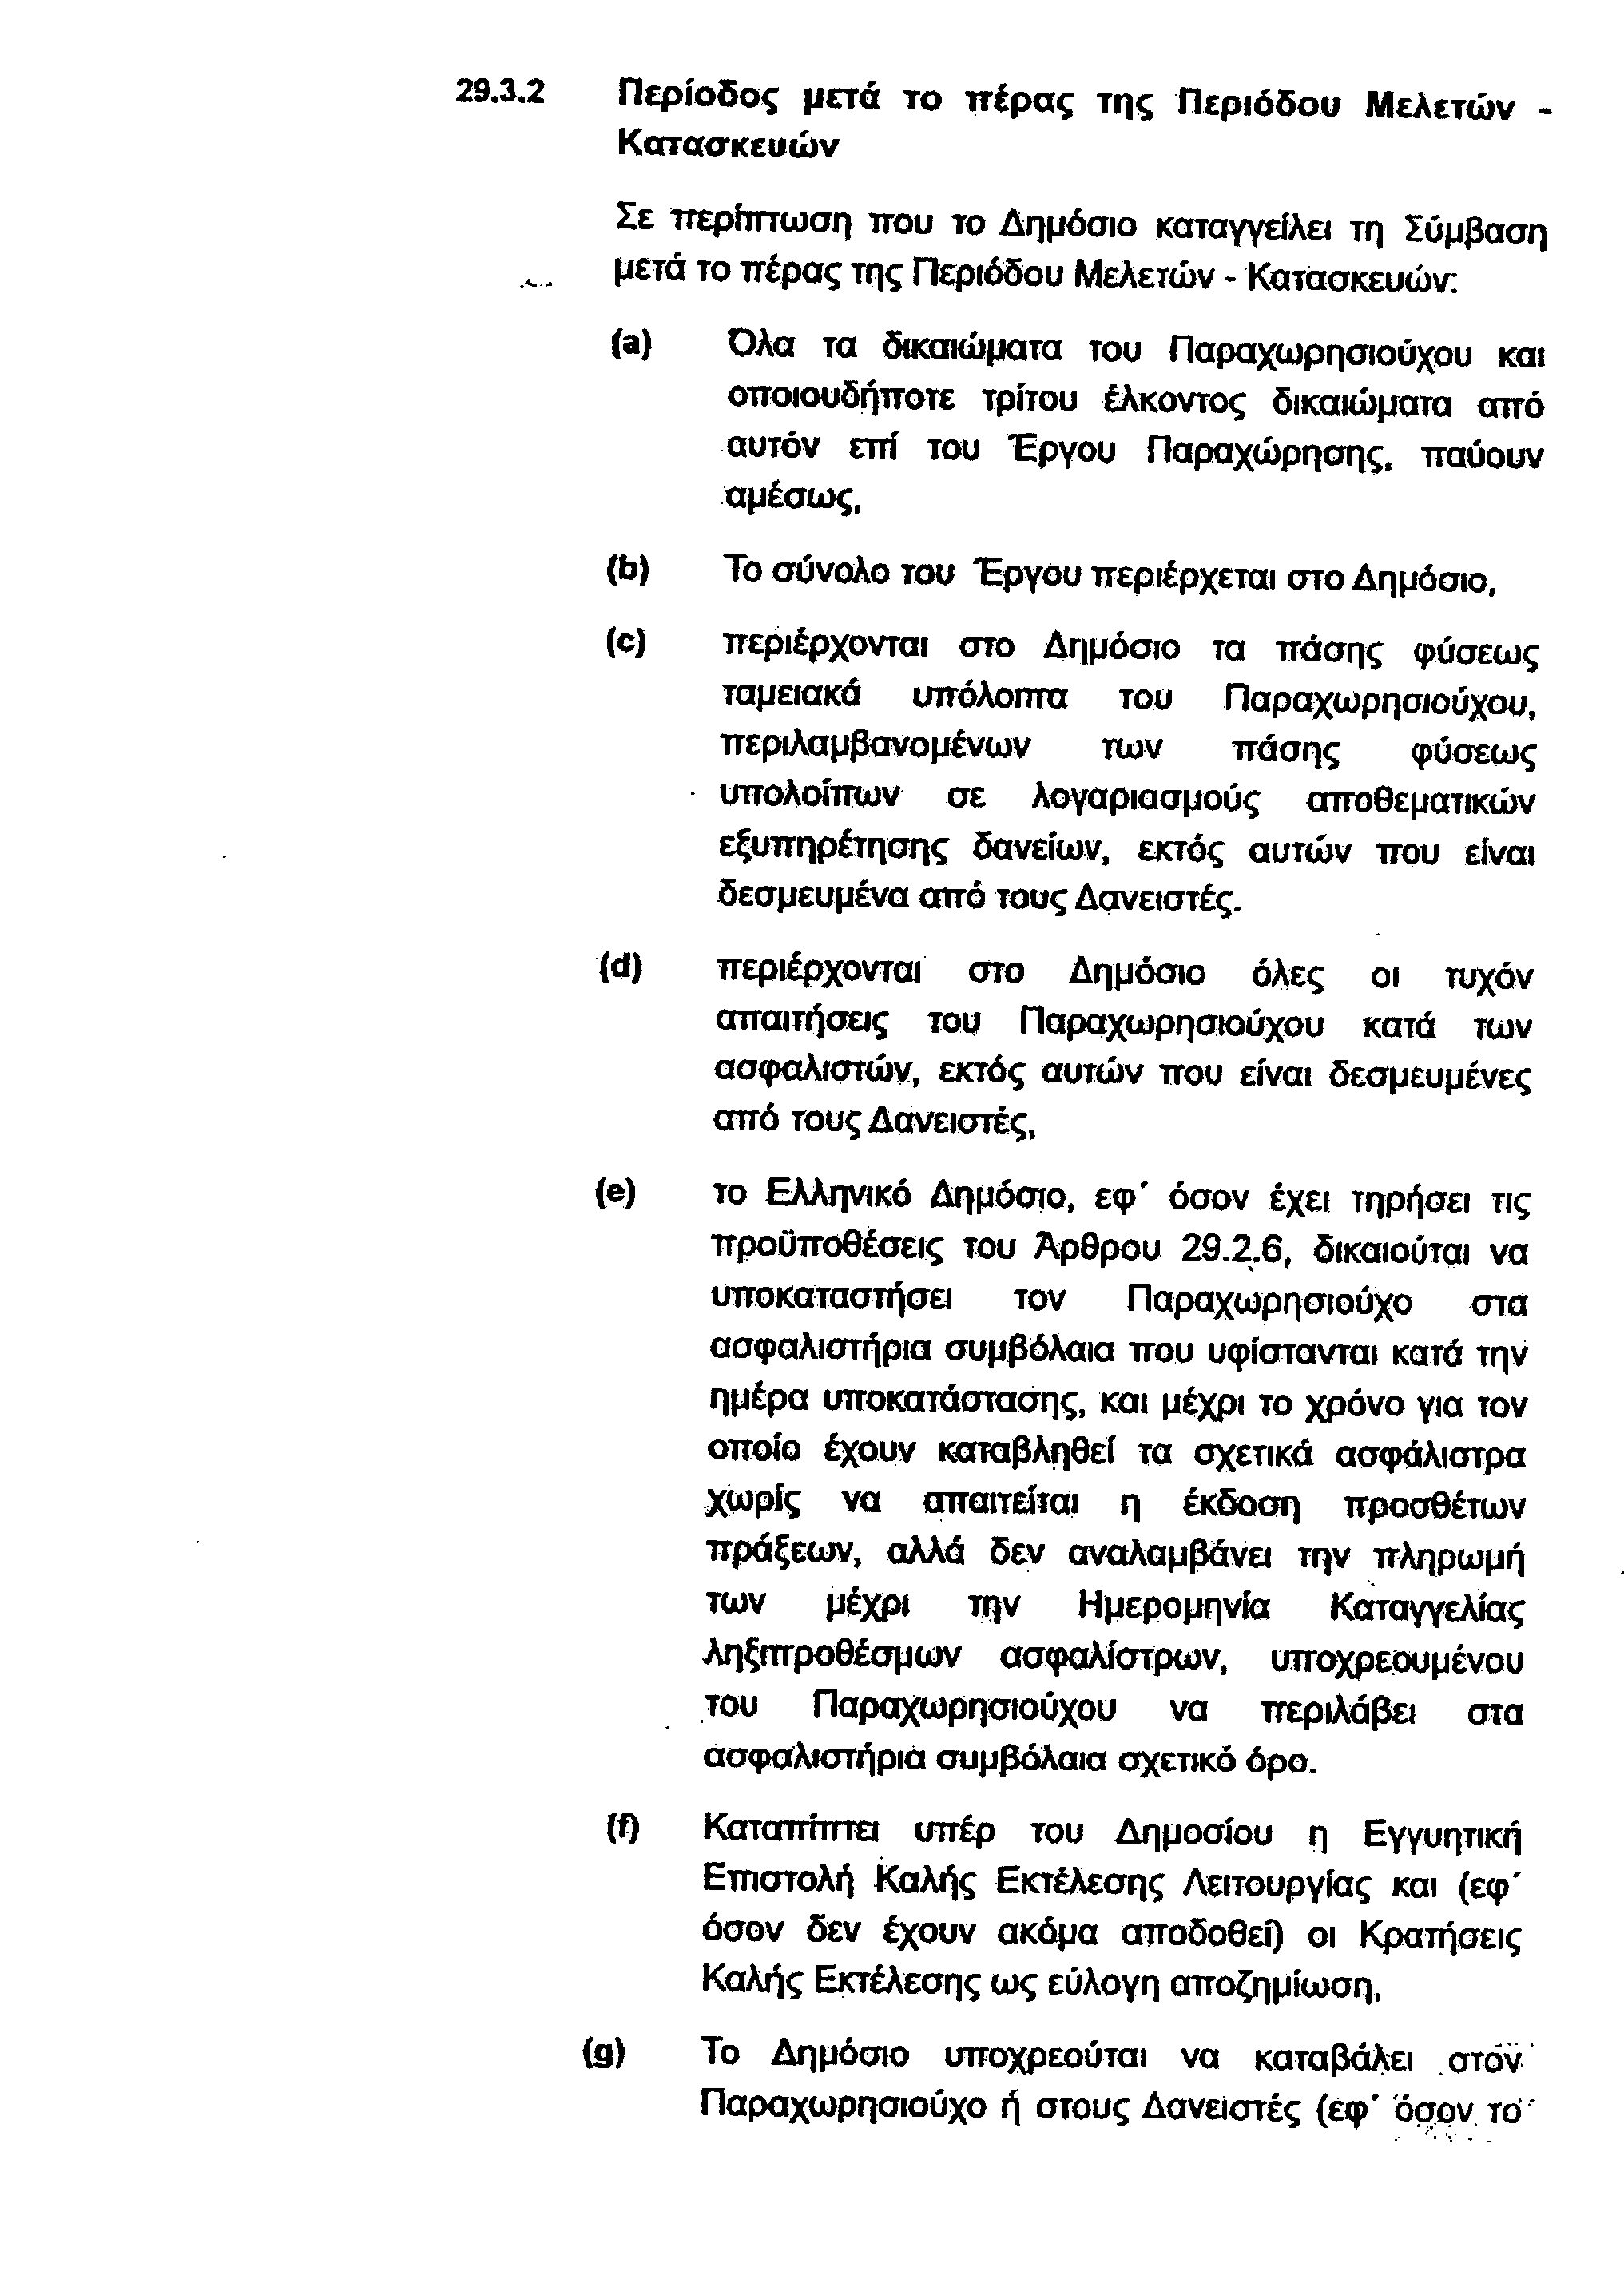 29.3.2 Περίοδος μετά το πέρας της Περιόδου Μελετών -
Κατασκευών
Σε περίπτωση που το Δημόσιο καταγγείλει τη Σύμβαση
μετά το πέρας της Περιόδου Μελετών - Κατασκευών:
(a) Όλα τα δικαιώματα του Παραχωρησιούχου και
οποιουδήποτε τρίτου έλκοντος δικαιώματα από
αυτόν επί του Έργου Παραχώρησης, παύουν
αμέσως,
(b) Το σύνολο του Έργου περιέρχεται στο Δημόσιο,
(c) περιέρχονται στο Δημόσιο τα πάσης φύσεως
ταμειακά υπόλοιπα του Παραχωρησιούχου,
περιλαμβανομένων των πάσης φύσεως
υπολοίπων σε λογαριασμούς αποθεματικών
εξυπηρέτησης δανείων, εκτός αυτών που είναι
δεσμευμένα από τους Δανειστές.
(d) περιέρχονται στο Δημόσιο όλες οι τυχόν
απαιτήσεις του Παραχωρησιούχου κατά των
ασφαλιστών, εκτός αυτών που είναι δεσμευμένες
από τους Δανειστές,
(e) το Ελληνικό Δημόσιο, εφ' όσον έχει τηρήσει τις
προϋποθέσεις του Άρθρου 29.2.6, δικαιούται να
υποκαταστήσει τον Παραχωρησιούχο στα
ασφαλιστήρια συμβόλαια που υφίστανται κατά την
ημέρα υποκατάστασης, και μέχρι το χρόνο για τον
οποίο έχουν καταβληθεί τα σχετικά ασφάλιστρα
χωρίς να απαιτείται η έκδοση προσθέτων
πράξεων, αλλά δεν αναλαμβάνει την πληρωμή
των μέχρι την Ημερομηνία Καταγγελίας
ληξιπροθέσμων ασφαλίστρων, υποχρεουμένου
του Παραχωρησιούχου να περιλάβει στα
ασφαλιστήρια συμβόλαια σχετικό όρο.
(f) Καταπίπτει υπέρ του Δημοσίου η Εγγυητική
Επιστολή Καλής Εκτέλεσης Λειτουργίας και (εφ'
όσον δεν έχουν ακόμα αποδοθεί) οι Κρατήσεις
Καλής Εκτέλεσης ως εύλογη αποζημίωση,
(g) Το Δημόσιο υποχρεούται να καταβάλει στον
Παραχωρησιούχο ή στους Δανειστές (εφ' όσον το